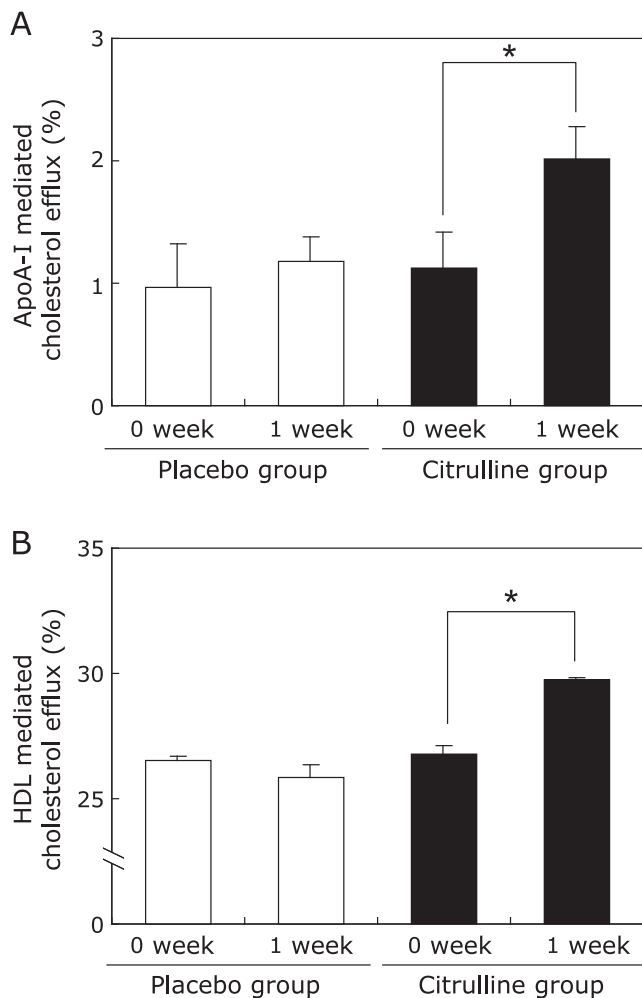 A
ApoA-I mediated
cholesterol efflux (%)
3
2
1
0
*
0 week 1 week 0 week 1 week
Placebo group Citrulline group
B
HDL mediated
cholesterol efflux (%)
35
30
25
0
*
0 week 1 week 0 week 1 week
Placebo group Citrulline group